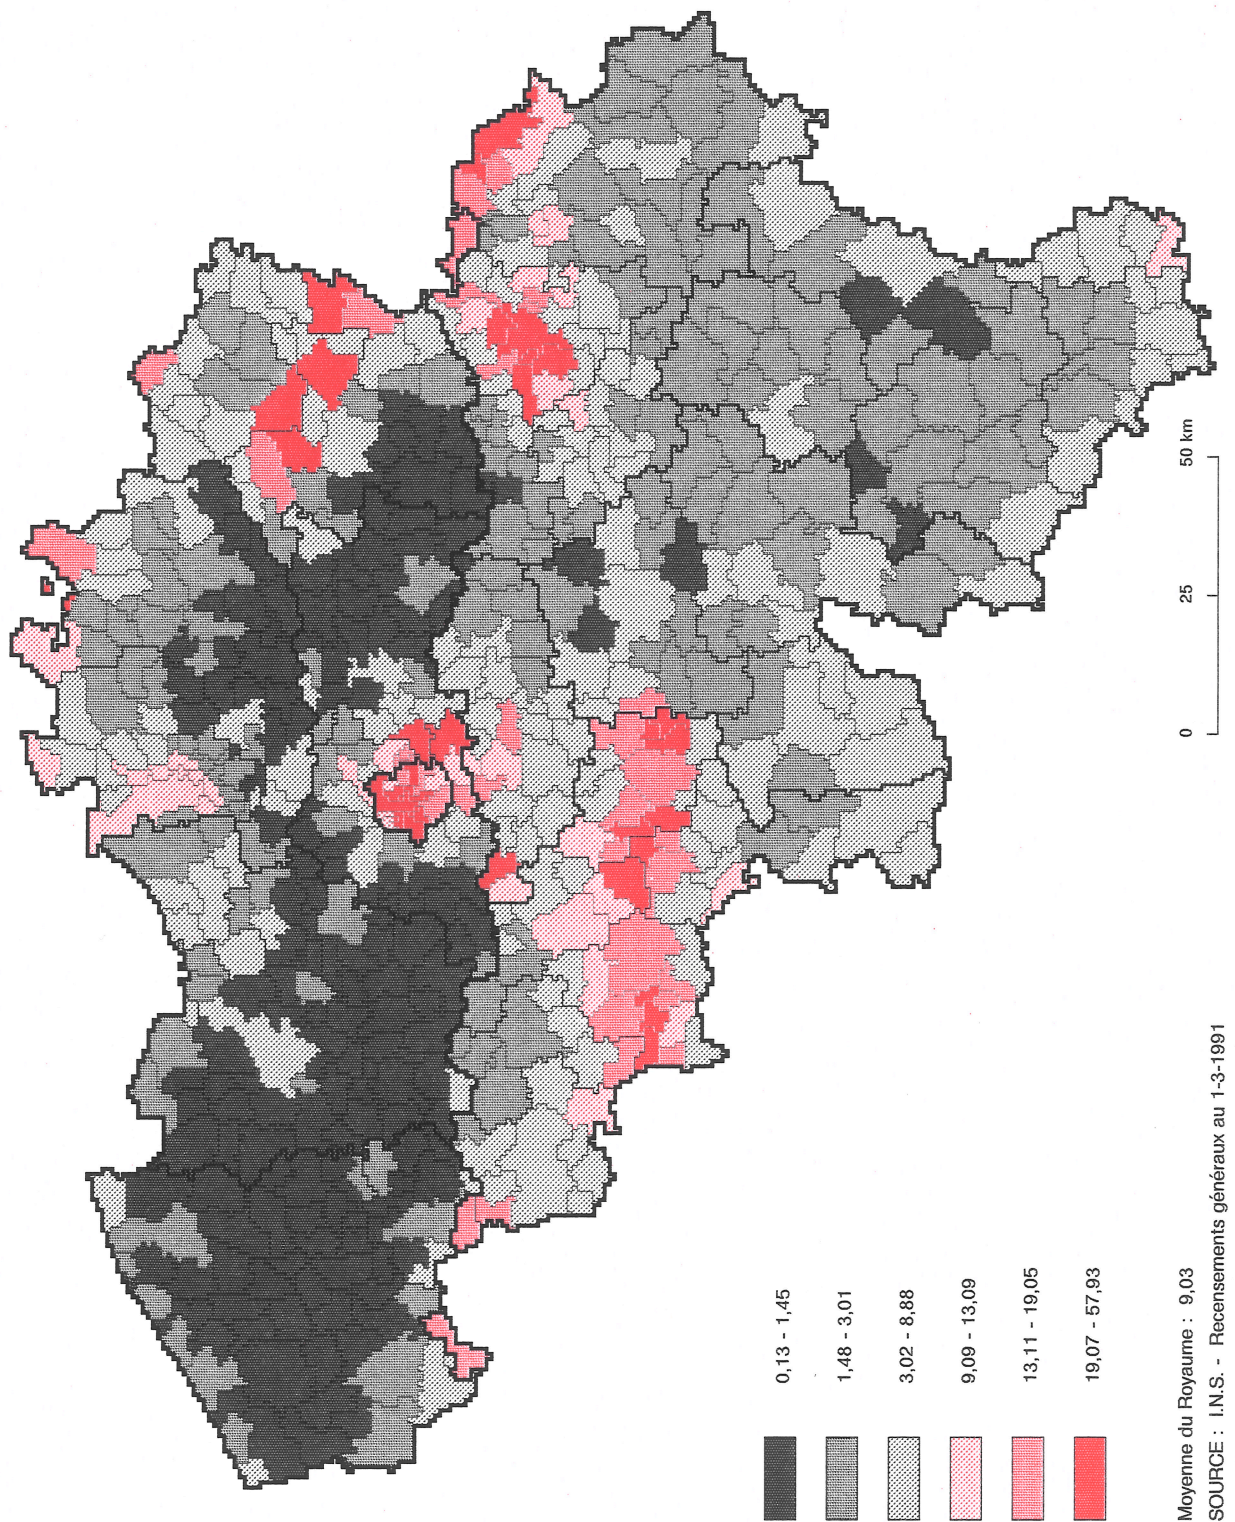 0,13 - 1,45
1,48 - 3,01
3,02 - 8,88
9,09 - 13,09
13,11 - 19,05
19,07 - 57,93
Moyenne du Royaume : 9,03
SOURCE : I.N.S. - Recensements généraux au 1-3-1991
0 25 50 km